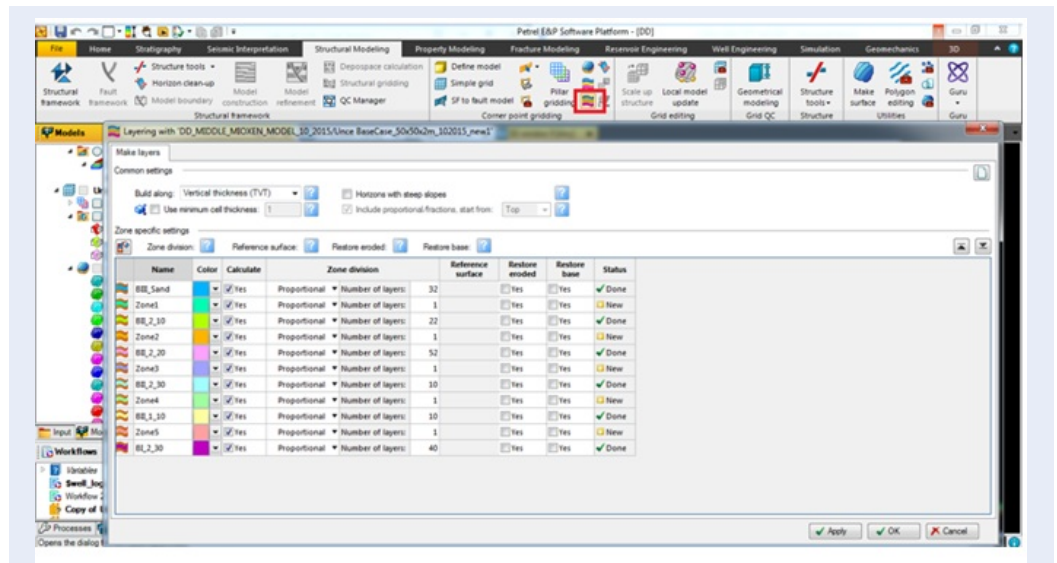 Petrel E&P Software Platform - [DD]
File Home Stratigraphy Seismic Interpretation Structural Modeling Property Modeling Fracture Modeling Reservoir Engineering Well Engineering Simulation Geomechanics 3D
Structure tools
Depospace calculation
Define model
Horizon clean-up
Structural gridding
Simple grid
Model boundary
QC Manager
SF to fault model
Structural framework
Fault framework
Model construction
Model refinement
Pillar gridding
Scale up structure
Local model update
Geometrical modeling
Structure tools
Make surface
Polygon editing
Guru
Structural framework Corner point gridding Grid editing Grid QC Structure Utilities Guru
Models
Layering with 'DD_MIDDLE_MIOXEN_MODEL_10_2015/Unce BaseCase_50x50x2m_102015_new1'
Make layers
Common settings
Build along: Vertical thickness (TVT) Horizons with steep slopes
Use minimum cell thickness: 1 Include proportional/fractions, start from: Top
Zone specific settings
Zone division: Reference surface: Restore eroded: Restore base:
Name Color Calculate Zone division Reference surface Restore eroded Restore base Status
BIII_Sand Yes Proportional Number of layers: 32 Yes Yes Done
Zone1 Yes Proportional Number of layers: 1 Yes Yes New
BII_2_10 Yes Proportional Number of layers: 22 Yes Yes Done
Zone2 Yes Proportional Number of layers: 1 Yes Yes New
BII_2_20 Yes Proportional Number of layers: 52 Yes Yes Done
Zone3 Yes Proportional Number of layers: 1 Yes Yes New
BII_2_30 Yes Proportional Number of layers: 10 Yes Yes Done
Zone4 Yes Proportional Number of layers: 1 Yes Yes New
BII_1_10 Yes Proportional Number of layers: 10 Yes Yes Done
Zone5 Yes Proportional Number of layers: 1 Yes Yes New
BI_2_30 Yes Proportional Number of layers: 40 Yes Yes Done
Input
Workflows
Variables
Swell_log
Workflow
Copy of
Processes
Apply OK Cancel
Opens the dialog